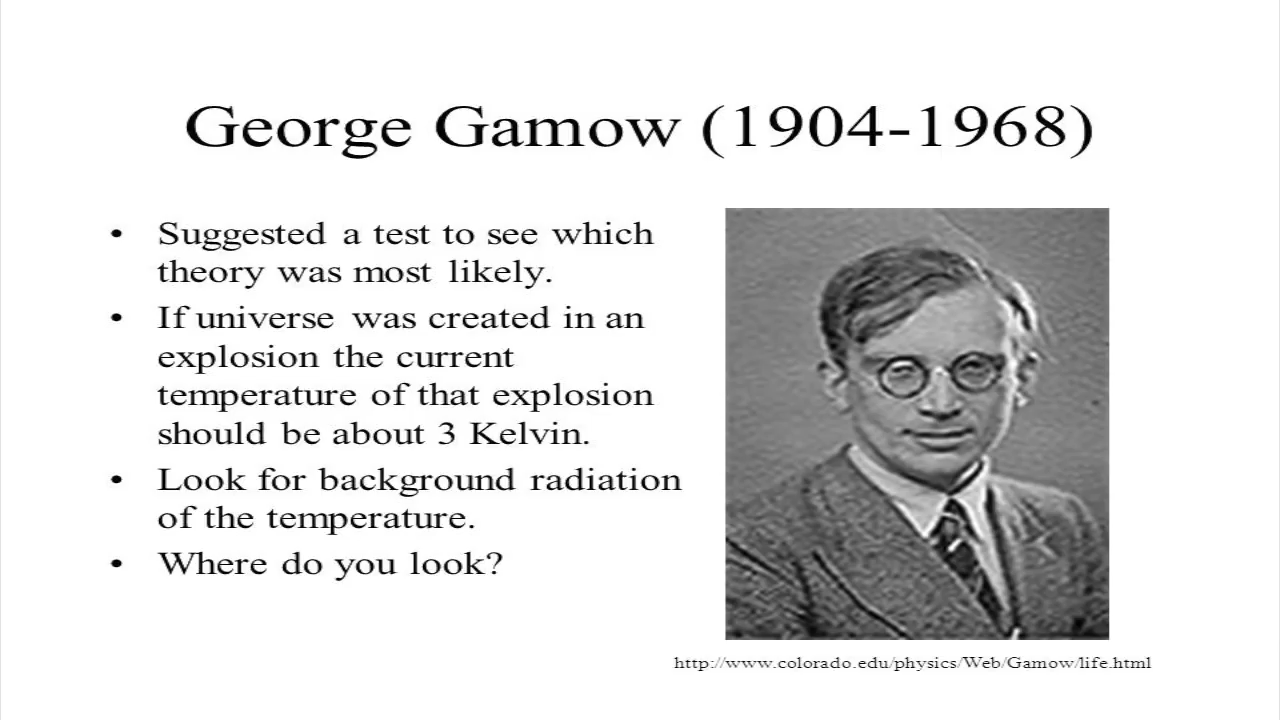 George Gamow (1904-1968)
• Suggested a test to see which
theory was most likely.
• If universe was created in an
explosion the current
temperature of that explosion
should be about 3 Kelvin.
• Look for background radiation
of the temperature.
• Where do you look?
http://www.colorado.edu/physics/Web/Gamow/life.html